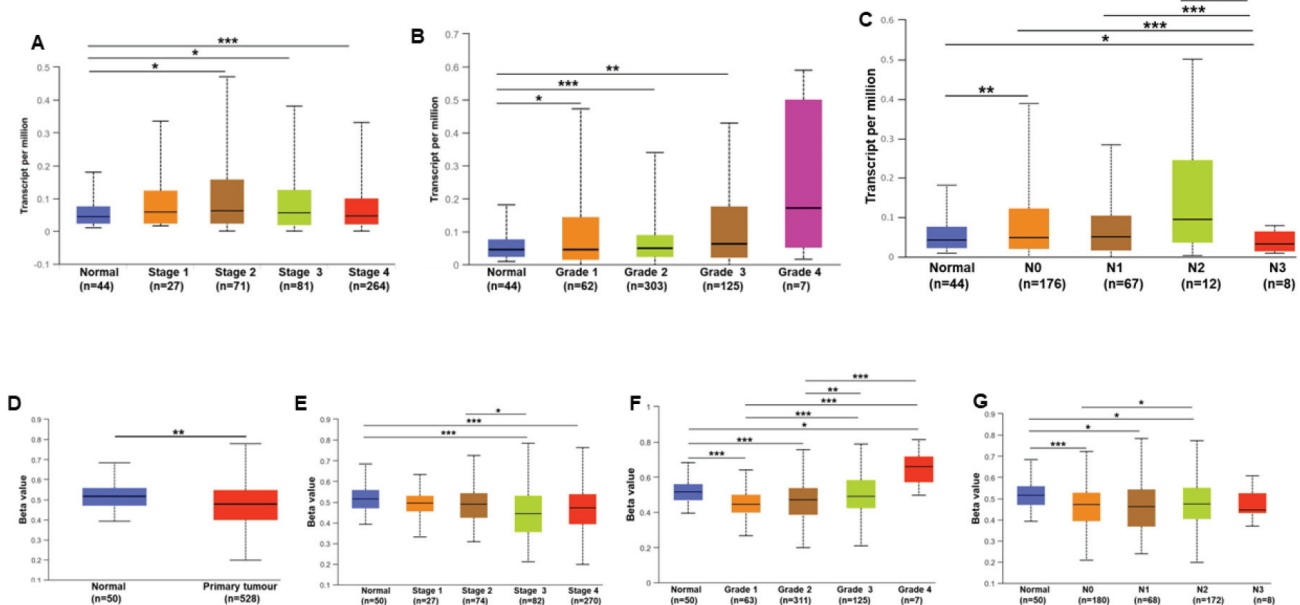 A
***
*
*
Transcript per million
0.5
0.4
0.3
0.2
0.1
0
-0.1
Normal Stage 1 Stage 2 Stage 3 Stage 4
(n=44) (n=27) (n=71) (n=81) (n=264)
B
**
***
*
Transcript per million
0.7
0.6
0.5
0.4
0.3
0.2
0.1
0
Normal Grade 1 Grade 2 Grade 3 Grade 4
(n=44) (n=62) (n=303) (n=125) (n=7)
C
***
***
*
**
Transcript per million
0.6
0.5
0.4
0.3
0.2
0.1
0
Normal N0 N1 N2 N3
(n=44) (n=176) (n=67) (n=12) (n=8)
D
**
Beta value
0.9
0.8
0.7
0.6
0.5
0.4
0.3
0.2
0.1
Normal Primary tumour
(n=50) (n=528)
E
*
***
***
Beta value
0.9
0.8
0.7
0.6
0.5
0.4
0.3
0.2
0.1
Normal Stage 1 Stage 2 Stage 3 Stage 4
(n=50) (n=27) (n=74) (n=82) (n=270)
F
***
**
***
***
*
***
***
Beta value
1
0.8
0.6
0.4
0.2
0
Normal Grade 1 Grade 2 Grade 3 Grade 4
(n=50) (n=63) (n=311) (n=125) (n=7)
G
*
*
*
***
Beta value
0.9
0.8
0.7
0.6
0.5
0.4
0.3
0.2
0.1
Normal N0 N1 N2 N3
(n=50) (n=180) (n=68) (n=172) (n=8)